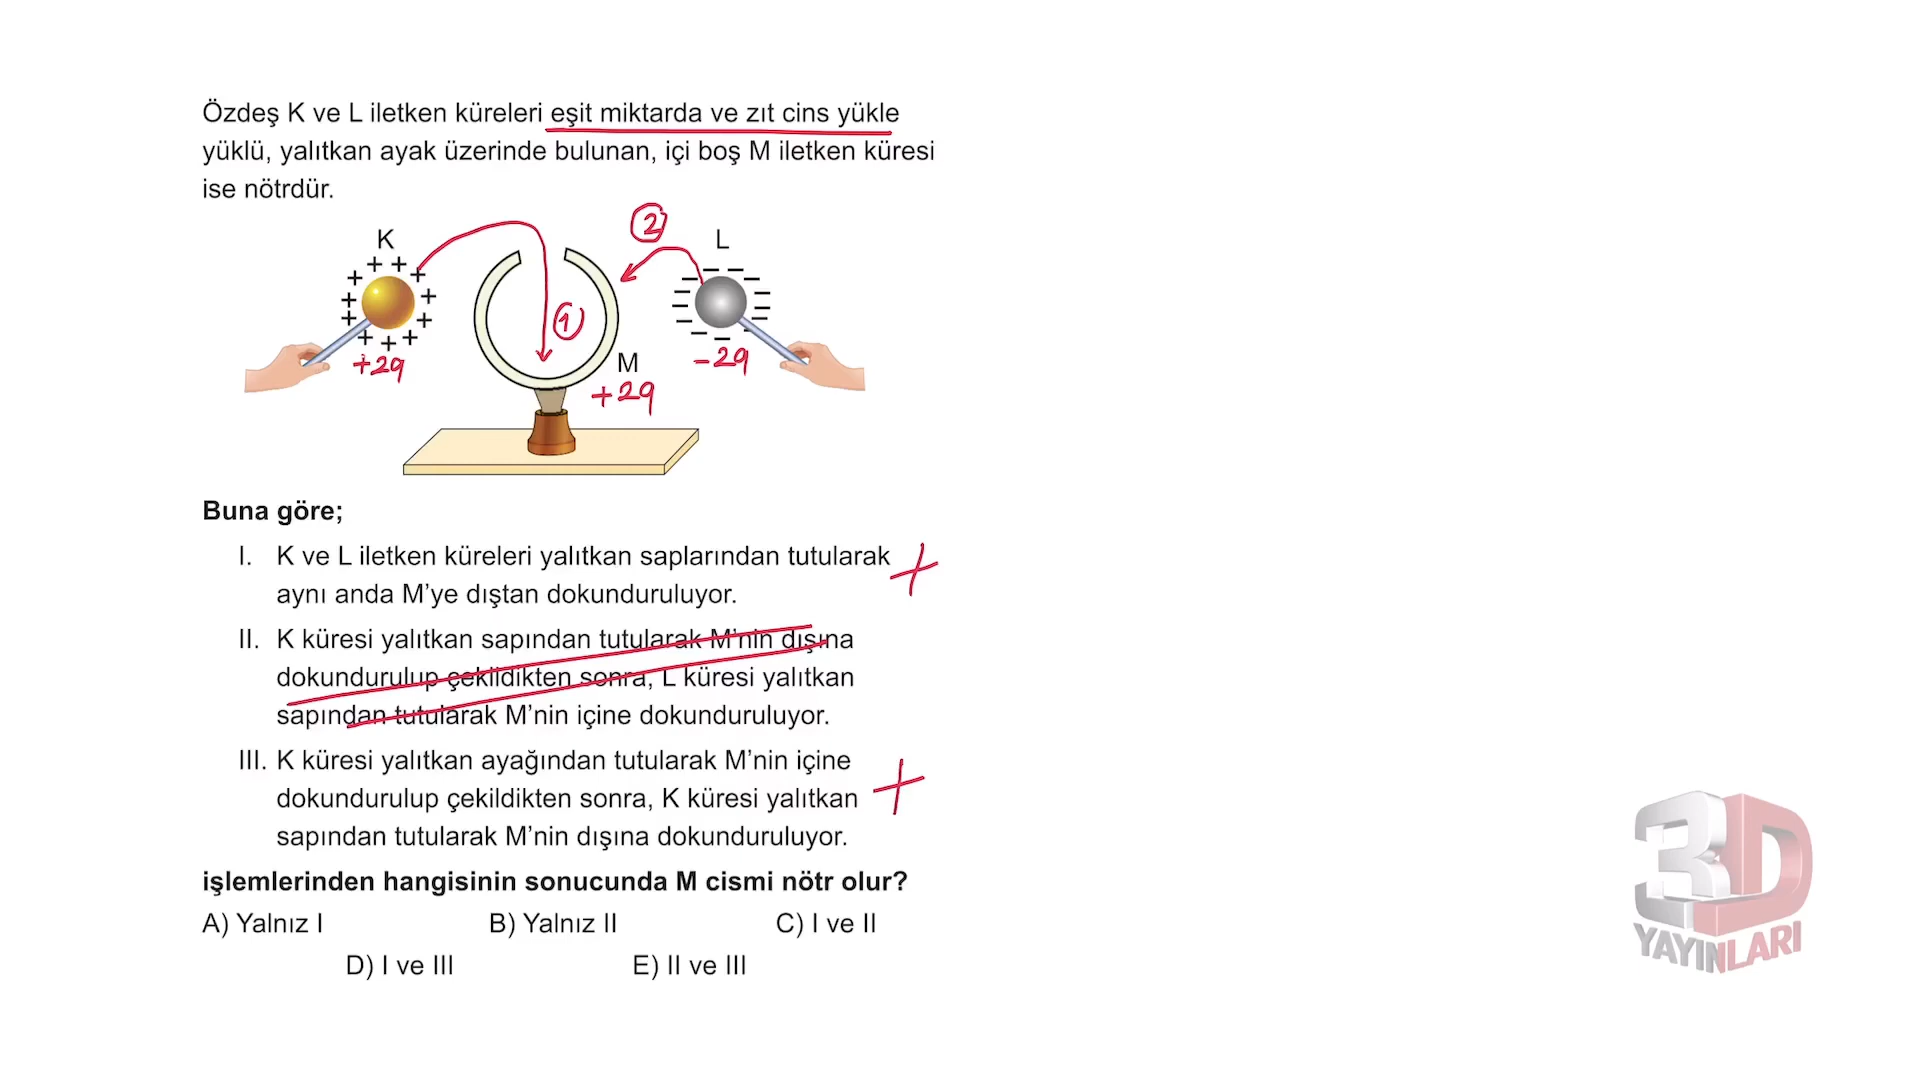 Özdeş K ve L iletken küreleri eşit miktarda ve zıt cins yükle
yüklü, yalıtkan ayak üzerinde bulunan, içi boş M iletken küresi
ise nötrdür.
K
2
L
1
M
+2q
+2q
-2q
Buna göre;
I. K ve L iletken küreleri yalıtkan saplarından tutularak
aynı anda M'ye dıştan dokunduruluyor.
II. K küresi yalıtkan sapından tutularak M'nin dışına
dokundurulup çekildikten sonra, L küresi yalıtkan
sapından tutularak M'nin içine dokunduruluyor.
III. K küresi yalıtkan ayağından tutularak M'nin içine
dokundurulup çekildikten sonra, K küresi yalıtkan
sapından tutularak M'nin dışına dokunduruluyor.
işlemlerinden hangisinin sonucunda M cismi nötr olur?
A) Yalnız I B) Yalnız II C) I ve II
D) I ve III E) II ve III
3D
YAYINLARI